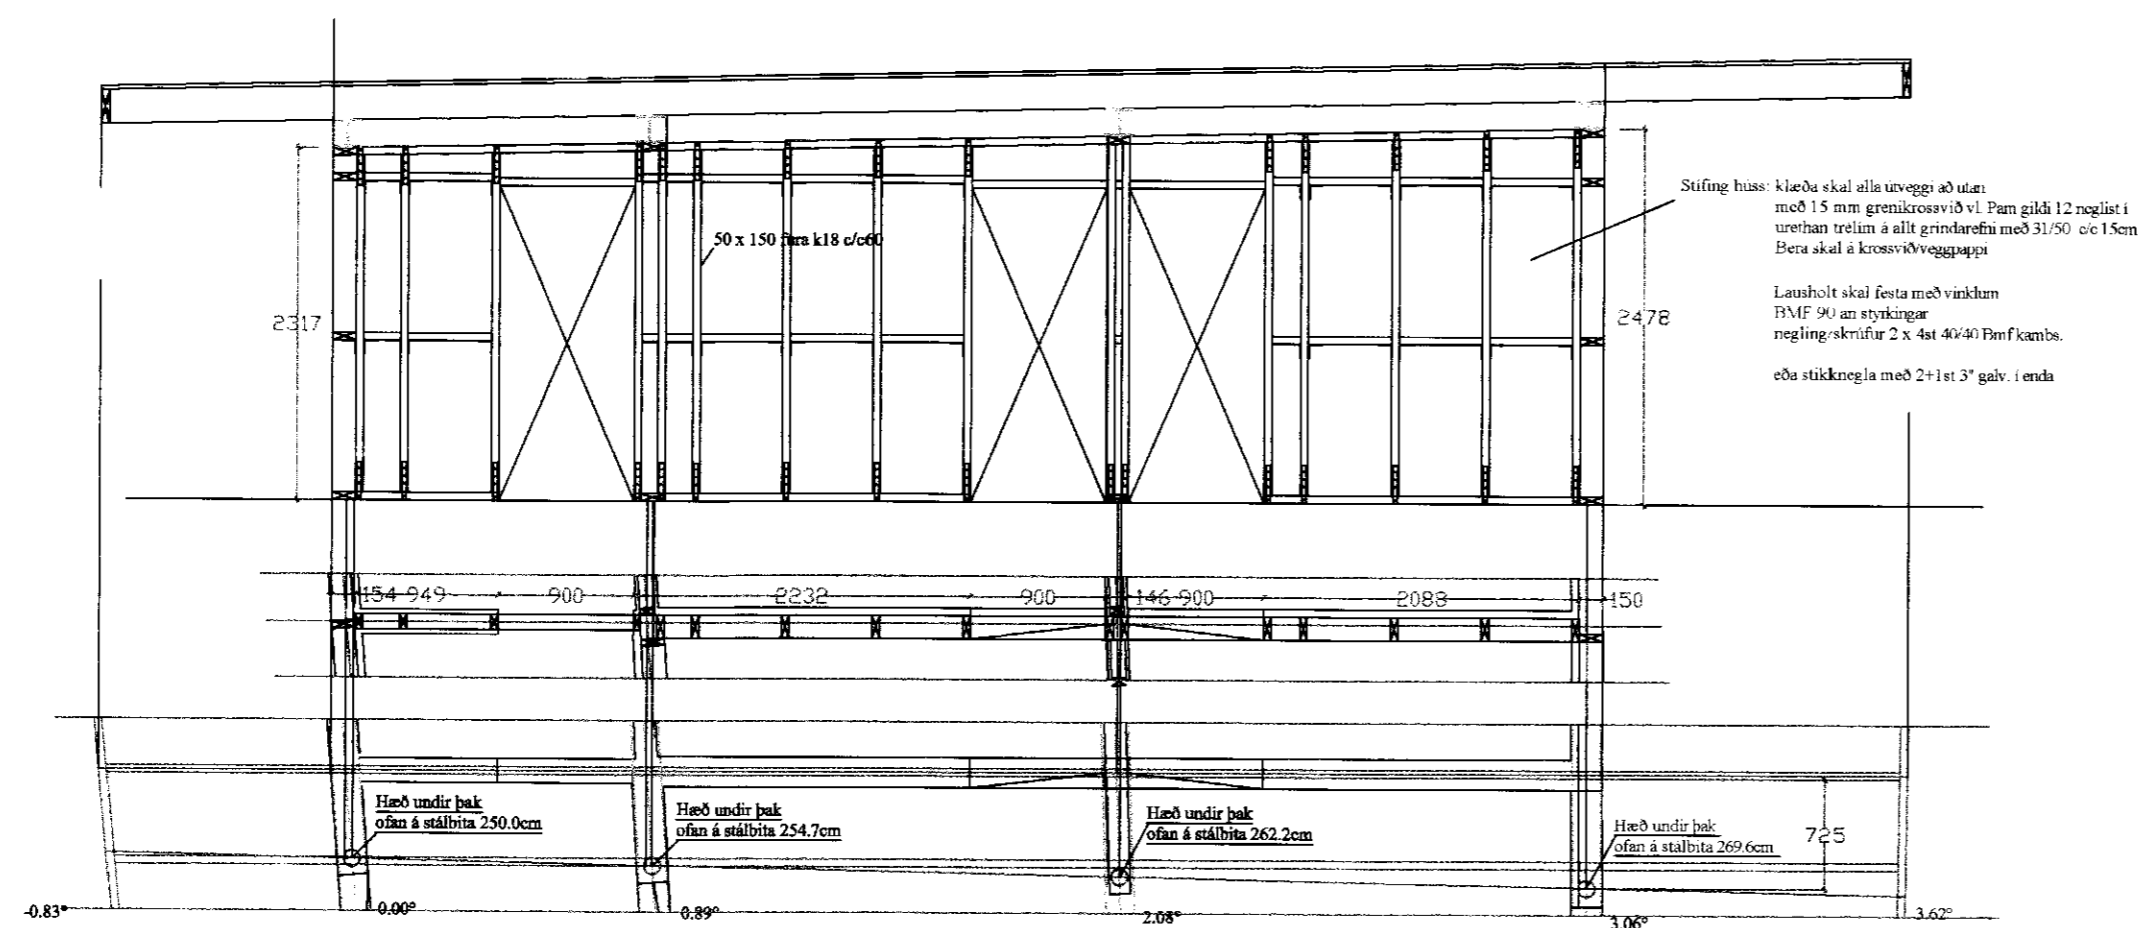 Stífing húss: klæða skal alla útveggi að utan
með 15 mm grenikrossvið vl. Þam gildi 12 neglist í
urethan trélím á allt grindarefni með 31/50 c/c 15cm
Bera skal á krossvið/veggpappi
50 x 150 fura k18 c/c60
Lausholt skal festa með vinklum
2317
2478
BMF 90 an styrkingar
negling/skrúfur 2 x 4st 40/40 Bmf kambs.
eða stikknegla með 2+1st 3" galv. í enda
154 949 900 2232 900 146 900 2088 150
Hæð undir þak
ofan á stálbita 250.0cm
Hæð undir þak
ofan á stálbita 254.7cm
Hæð undir þak
ofan á stálbita 262.2cm
Hæð undir þak
ofan á stálbita 269.6cm
725
-0.83° 0.00° 0.89° 2.08° 3.06° 3.62°